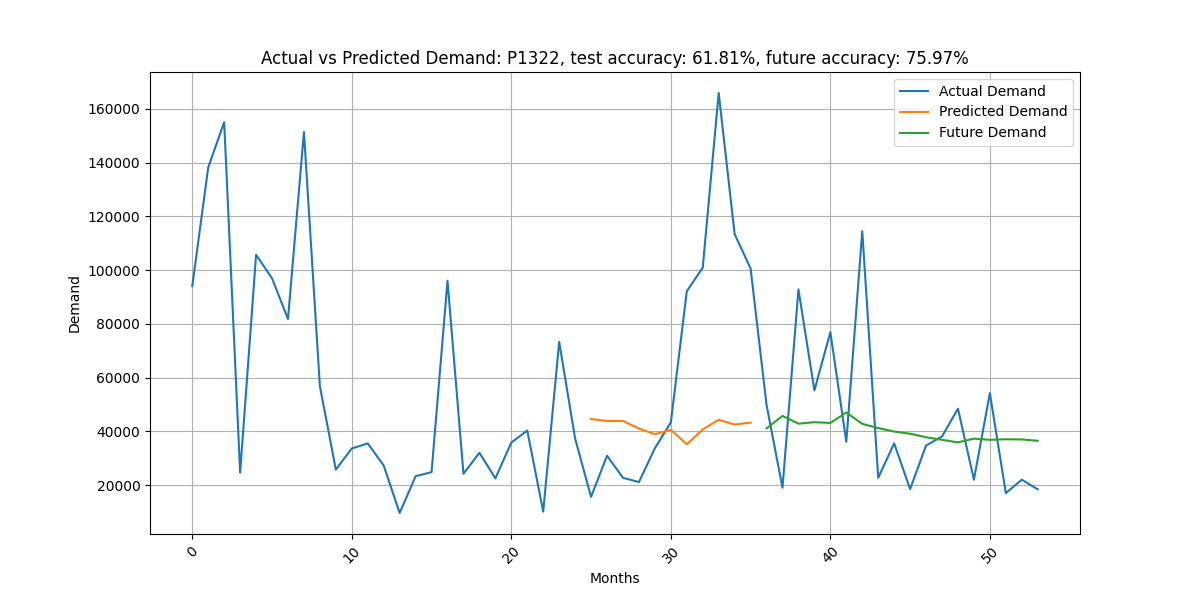 Actual vs Predicted Demand: P1322, test accuracy: 61.81%, future accuracy: 75.97%
Actual Demand
Predicted Demand
Future Demand
160000
140000
120000
100000
80000
60000
40000
20000
Demand
0
10
20
30
40
50
Months